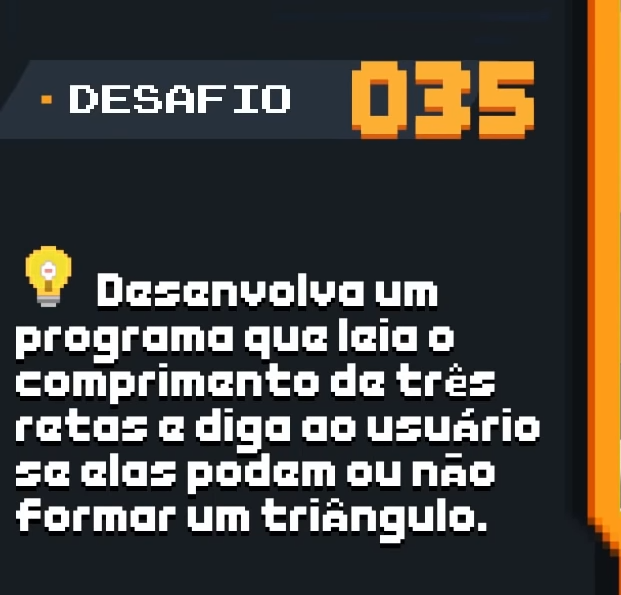 DESAFIO 035
Desenvolva um
programa que leia o
comprimento de três
retas e diga ao usuário
se elas podem ou não
formar um triângulo.